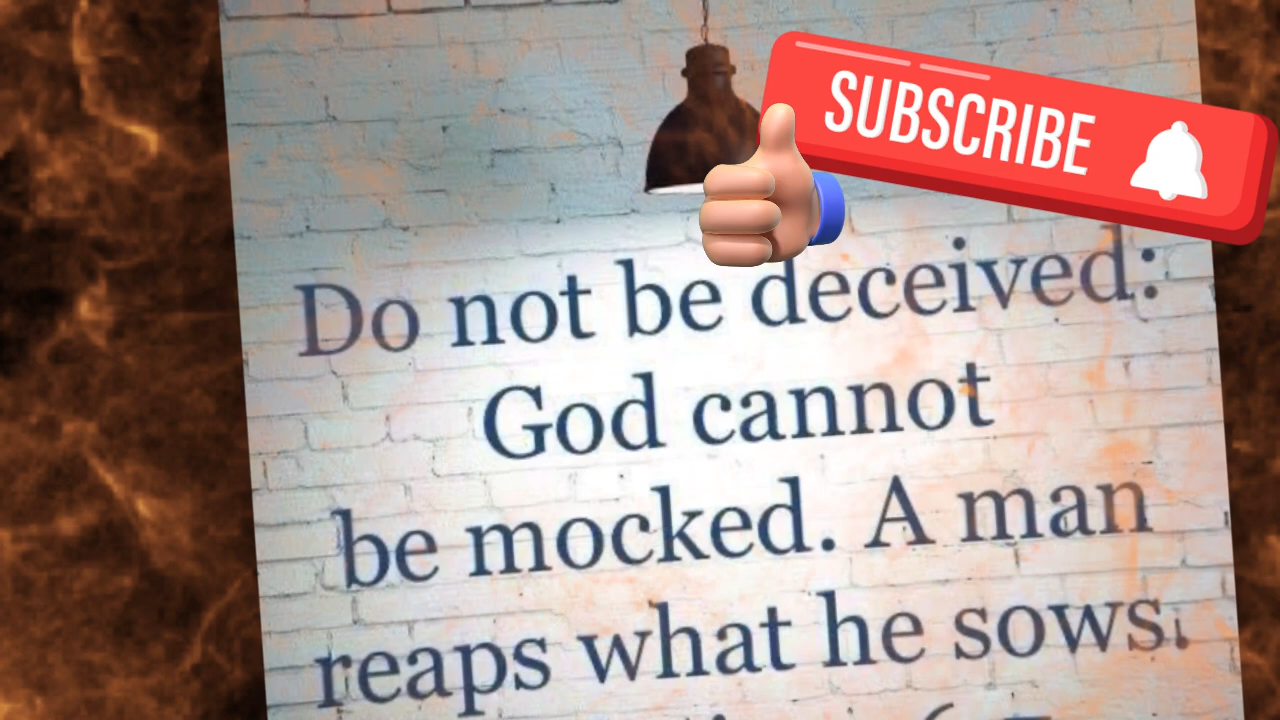 SUBSCRIBE
Do not be deceived:
God cannot
be mocked. A man
reaps what he sows.